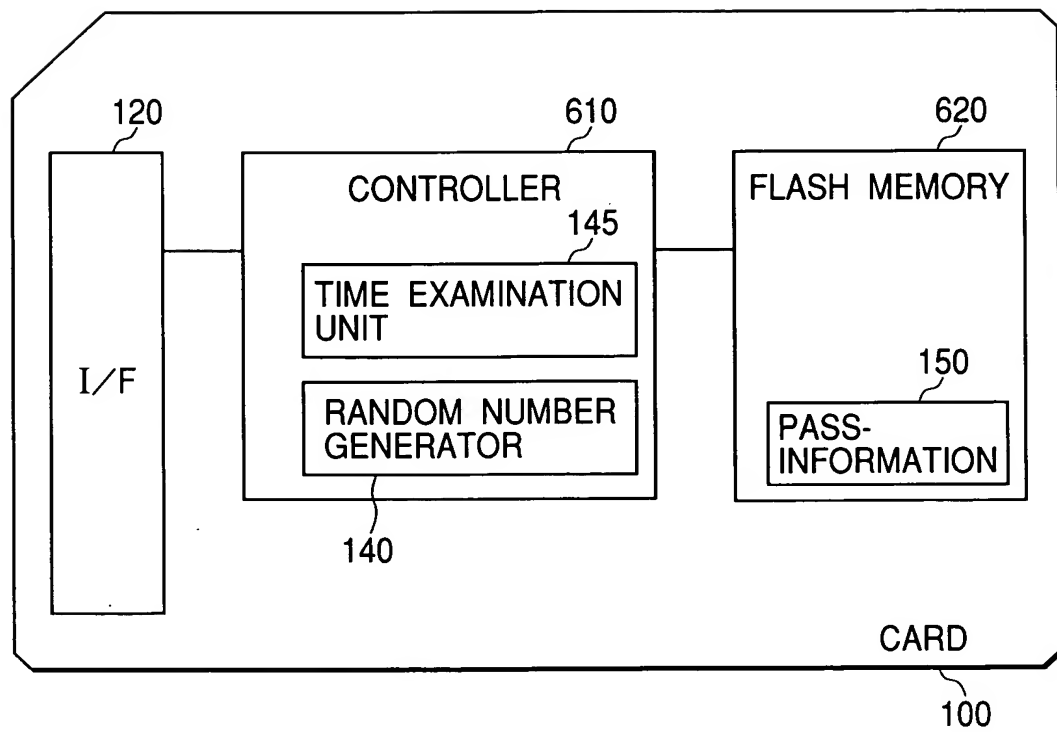 120
610
620
CONTROLLER
FLASH MEMORY
145
TIME EXAMINATION
UNIT
I/F
150
RANDOM NUMBER
GENERATOR
PASS-
INFORMATION
140
CARD
100